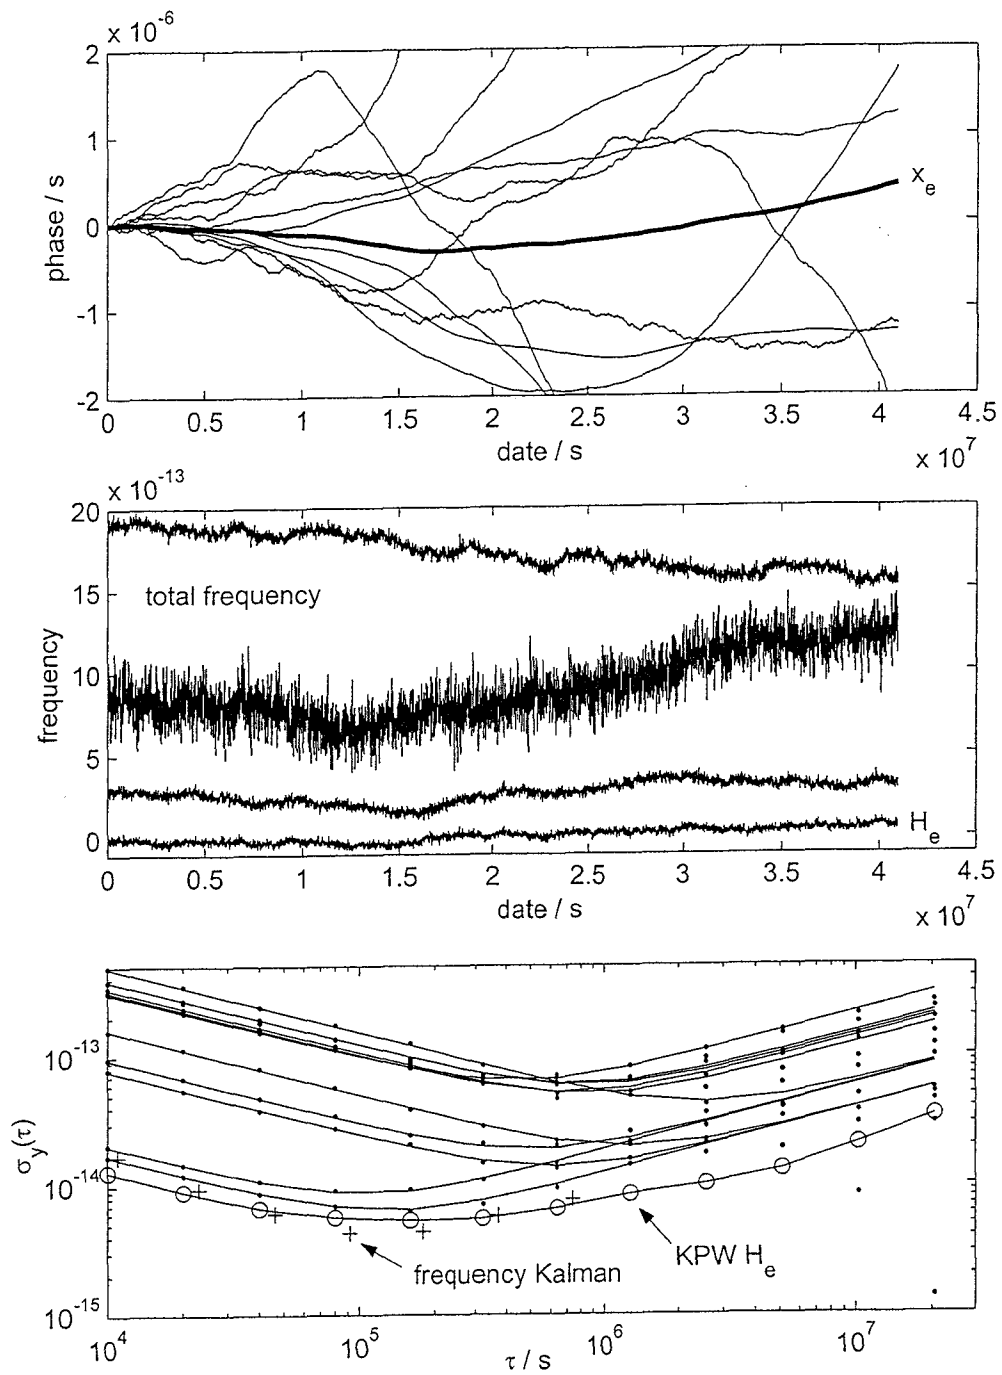 x 10^-6
2
1
0
-1
-2
phase / s
x_e
0 0.5 1 1.5 2 2.5 3 3.5 4 4.5
date / s
x 10^7
x 10^-13
20
15
10
5
0
frequency
total frequency
H_e
0 0.5 1 1.5 2 2.5 3 3.5 4 4.5
date / s
x 10^7
10^-13
10^-14
10^-15
σ_y(τ)
KPW H_e
frequency Kalman
10^4 10^5 10^6 10^7
τ / s